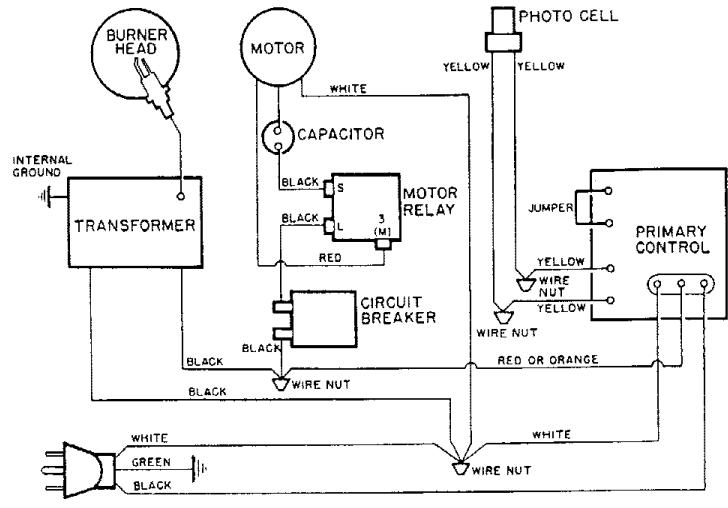 BURNER
HEAD
MOTOR
PHOTO CELL
YELLOW
YELLOW
WHITE
CAPACITOR
INTERNAL
GROUND
BLACK
S
MOTOR
RELAY
TRANSFORMER
BLACK
L
3
(M)
JUMPER
PRIMARY
CONTROL
RED
YELLOW
WIRE
NUT
CIRCUIT
BREAKER
YELLOW
WIRE NUT
BLACK
BLACK
RED OR ORANGE
WIRE NUT
BLACK
WHITE
WHITE
GREEN
WIRE NUT
BLACK